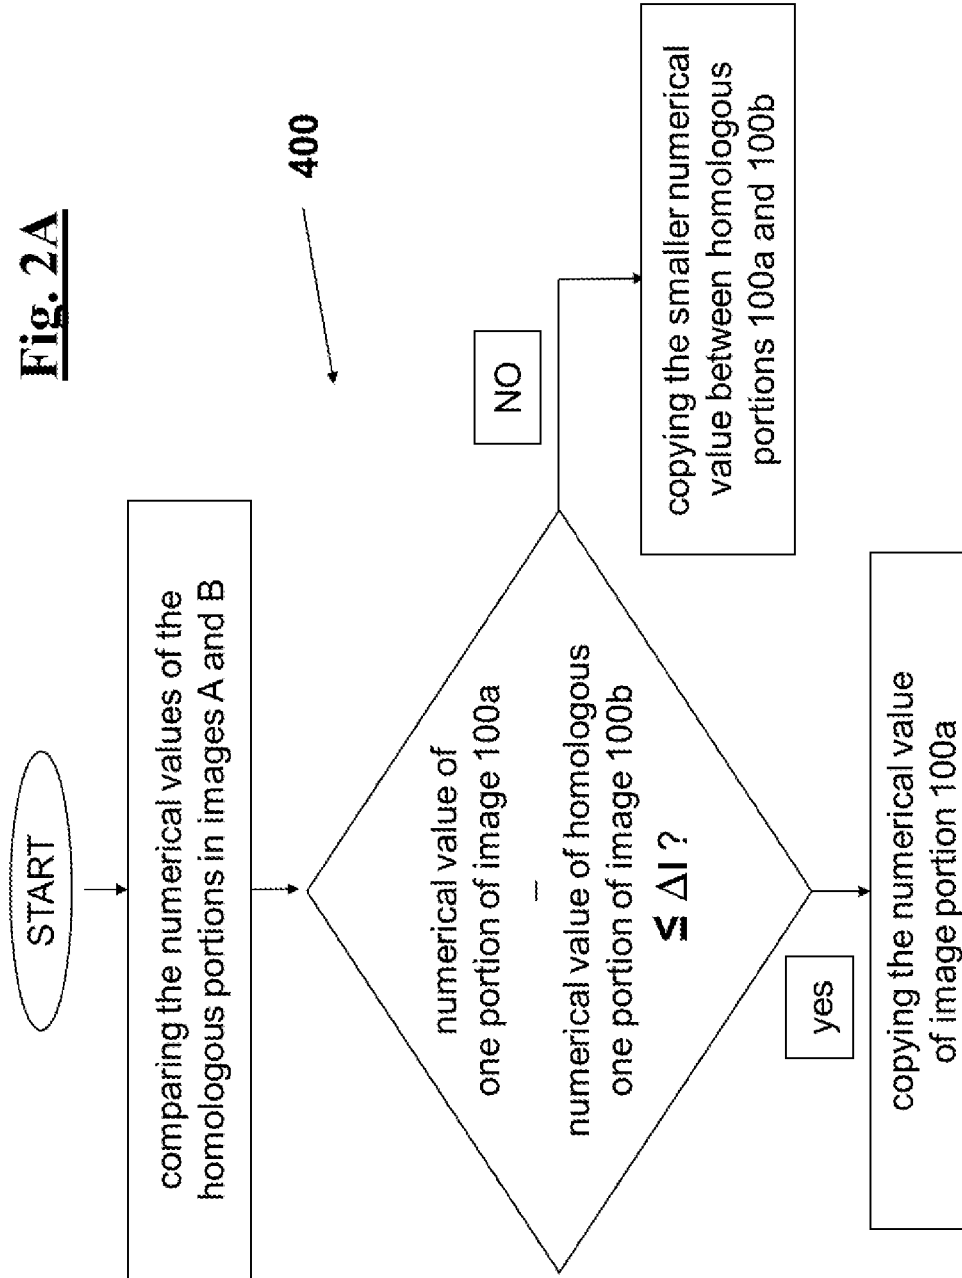 Fig. 2A
400
START
comparing the numerical values of the
homologous portions in images A and B
numerical value of
one portion of image 100a
–
numerical value of homologous
one portion of image 100b
≤ ΔI ?
NO
copying the smaller numerical
value between homologous
portions 100a and 100b
yes
copying the numerical value
of image portion 100a